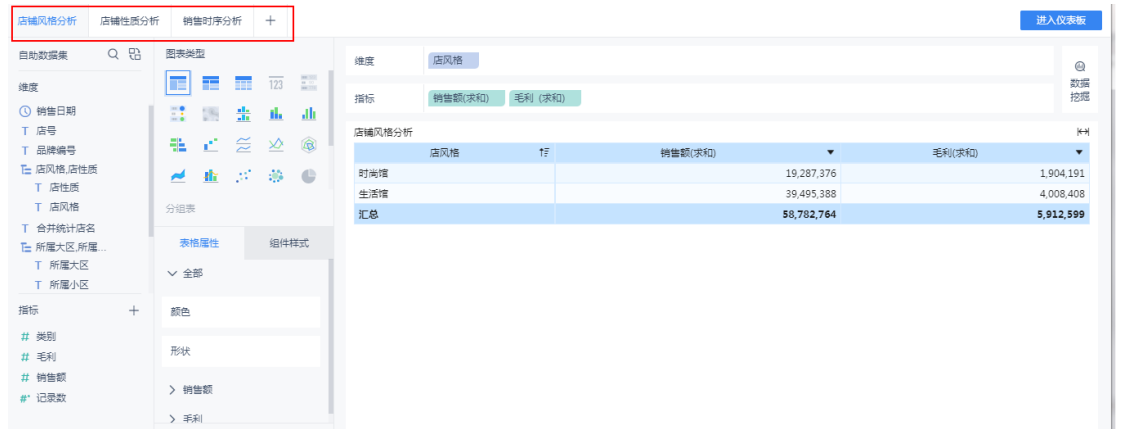 店铺风格分析 店铺性质分析 销售时序分析 +
进入仪表板
自助数据集
维度
销售日期
T 店号
T 品牌编号
店风格,店性质
T 店性质
T 店风格
T 合并统计店名
所属大区,所属...
T 所属大区
T 所属小区
指标 +
# 类别
# 毛利
# 销售额
# 记录数
图表类型
123
分组表
表格属性 组件样式
全部
颜色
形状
销售额
毛利
维度 店风格
指标 销售额(求和) 毛利 (求和)
数据
挖掘
店铺风格分析
店风格 销售额(求和) 毛利(求和)
时尚馆 19,287,376 1,904,191
生活馆 39,495,388 4,008,408
汇总 58,782,764 5,912,599